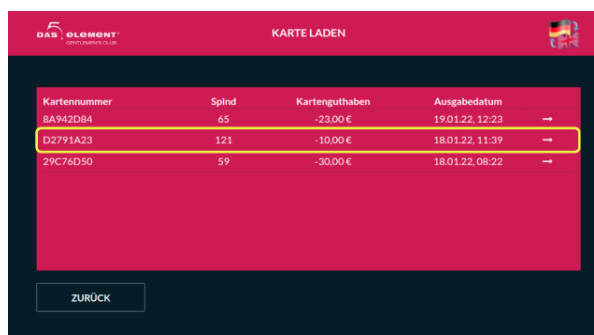 5
DAS ELEMENT
GENTLEMEN'S CLUB
KARTE LADEN
Kartennummer Spind Kartenguthaben Ausgabedatum
8A942D84 65 -23,00 € 19.01.22, 12:23 →
D2791A23 121 -10,00 € 18.01.22, 11:39 →
29C76D50 59 -30,00 € 18.01.22, 08:22 →
ZURÜCK